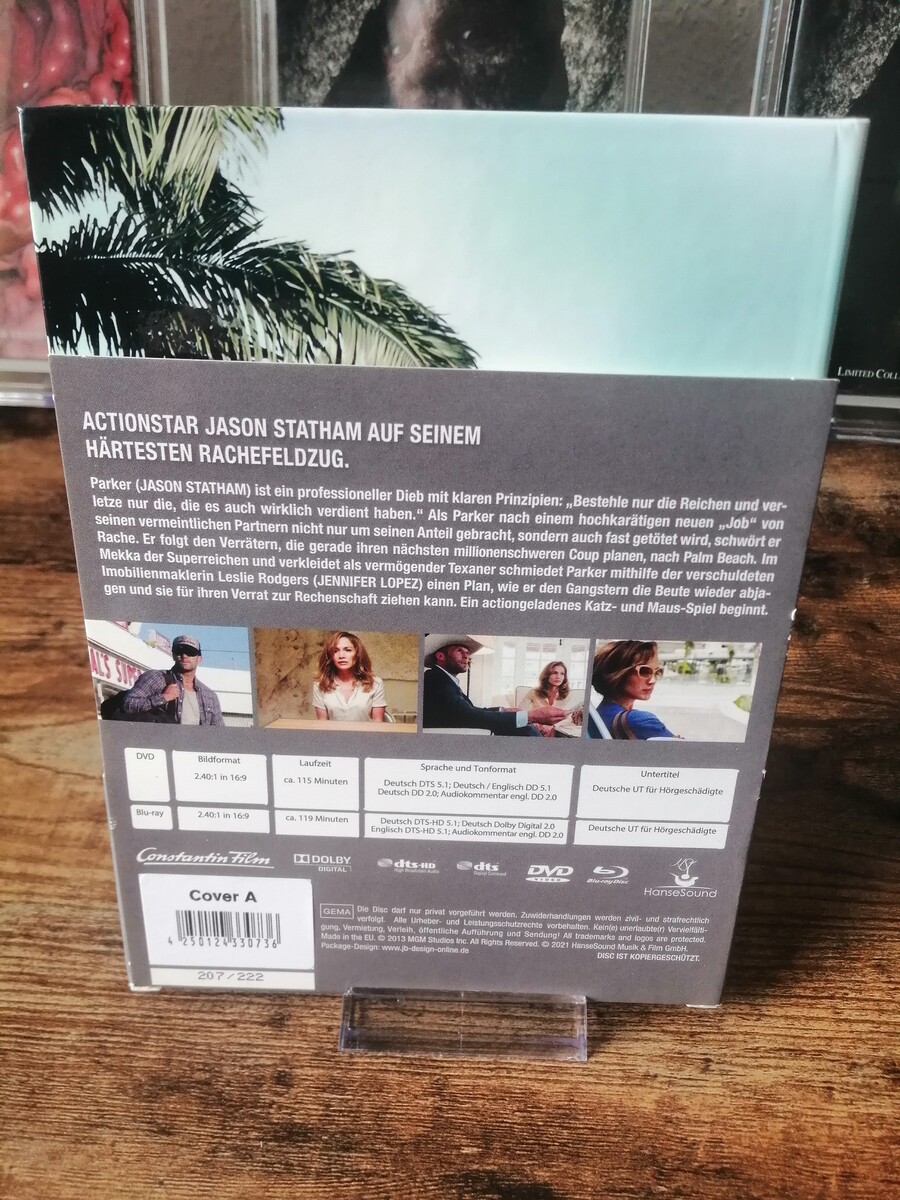 LIMITED COLL
ACTIONSTAR JASON STATHAM AUF SEINEM
HÄRTESTEN RACHEFELDZUG.
Parker (JASON STATHAM) ist ein professioneller Dieb mit klaren Prinzipien: „Bestehle nur die Reichen und ver-
letze nur die, die es auch wirklich verdient haben.“ Als Parker nach einem hochkarätigen neuen „Job“ von
seinen vermeintlichen Partnern nicht nur um seinen Anteil gebracht, sondern auch fast getötet wird, schwört er
Rache. Er folgt den Verrätern, die gerade ihren nächsten millionenschweren Coup planen, nach Palm Beach. Im
Mekka der Superreichen und verkleidet als vermögender Texaner schmiedet Parker mithilfe der verschuldeten
Imobilienmaklerin Leslie Rodgers (JENNIFER LOPEZ) einen Plan, wie er den Gangstern die Beute wieder abja-
gen und sie für ihren Verrat zur Rechenschaft ziehen kann. Ein actiongeladenes Katz- und Maus-Spiel beginnt.
DVD
Bildformat
2.40:1 in 16:9
Laufzeit
ca. 115 Minuten
Sprache und Tonformat
Deutsch DTS 5.1; Deutsch / Englisch DD 5.1
Deutsch DD 2.0; Audiokommentar engl. DD 2.0
Untertitel
Deutsche UT für Hörgeschädigte
Blu-ray
2.40:1 in 16:9
ca. 119 Minuten
Deutsch DTS-HD 5.1; Deutsch Dolby Digital 2.0
Englisch DTS-HD 5.1; Audiokommentar engl. DD 2.0
Deutsche UT für Hörgeschädigte
Constantin Film
DOLBY
DIGITAL
dts-HD
High Resolution Audio
dts
Digital Surround
DVD
VIDEO
Blu-ray Disc
HanseSound
Cover A
4 250124 330736
207/222
GEMA
Die Disc darf nur privat vorgeführt werden. Zuwiderhandlungen werden zivil- und strafrechtlich
verfolgt. Alle Urheber- und Leistungsschutzrechte vorbehalten. Kein(e) unerlaubte(r) Vervielfälti-
gung, Vermietung, Verleih, öffentliche Aufführung und Sendung! All trademarks and logos are protected.
Made in the EU. © 2013 MGM Studios Inc. All Rights Reserved. © 2021 HanseSound Musik & Film GmbH.
Package-Design: www.jb-design-online.de
DISC IST KOPIERGESCHÜTZT.